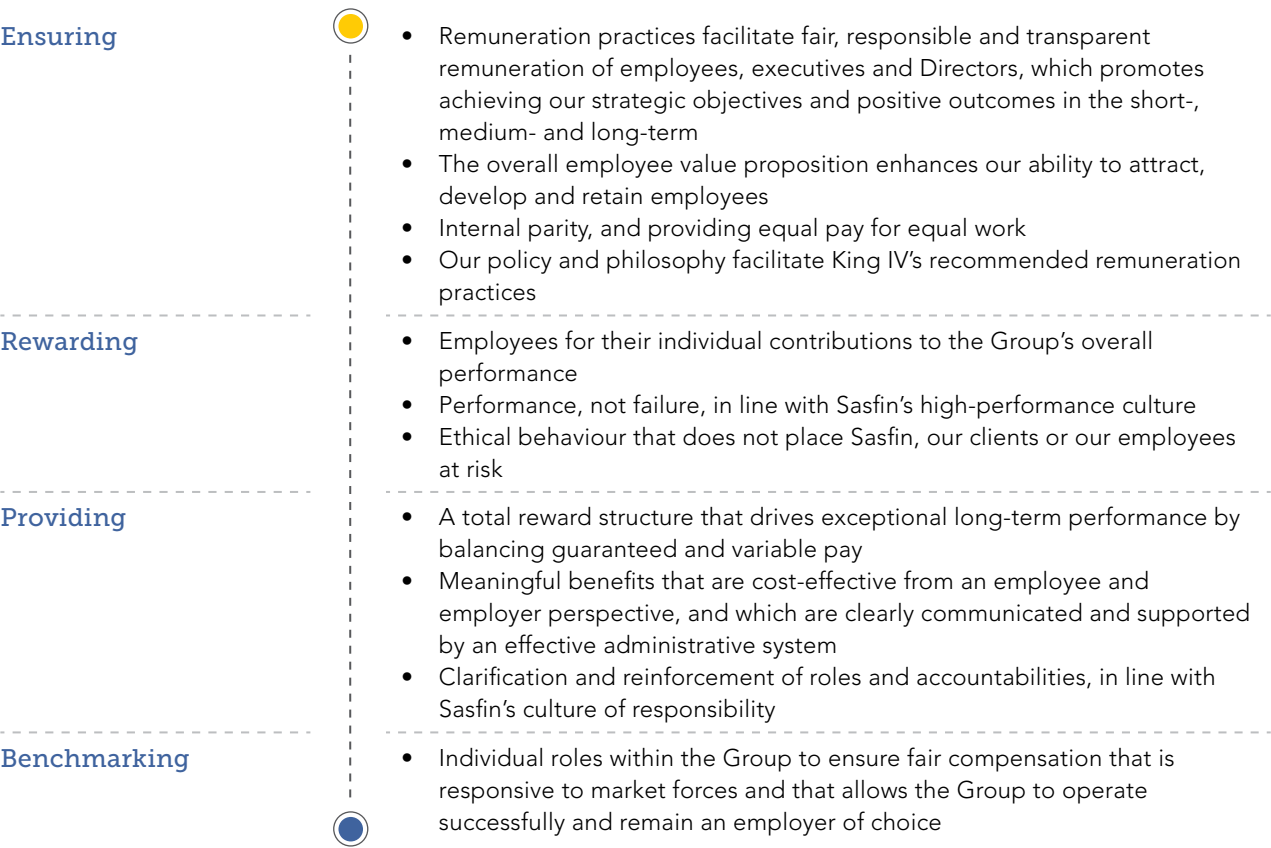 Ensuring
• Remuneration practices facilitate fair, responsible and transparent
remuneration of employees, executives and Directors, which promotes
achieving our strategic objectives and positive outcomes in the short-,
medium- and long-term
• The overall employee value proposition enhances our ability to attract,
develop and retain employees
• Internal parity, and providing equal pay for equal work
• Our policy and philosophy facilitate King IV's recommended remuneration
practices
Rewarding
• Employees for their individual contributions to the Group's overall
performance
• Performance, not failure, in line with Sasfin's high-performance culture
• Ethical behaviour that does not place Sasfin, our clients or our employees
at risk
Providing
• A total reward structure that drives exceptional long-term performance by
balancing guaranteed and variable pay
• Meaningful benefits that are cost-effective from an employee and
employer perspective, and which are clearly communicated and supported
by an effective administrative system
• Clarification and reinforcement of roles and accountabilities, in line with
Sasfin's culture of responsibility
Benchmarking
• Individual roles within the Group to ensure fair compensation that is
responsive to market forces and that allows the Group to operate
successfully and remain an employer of choice